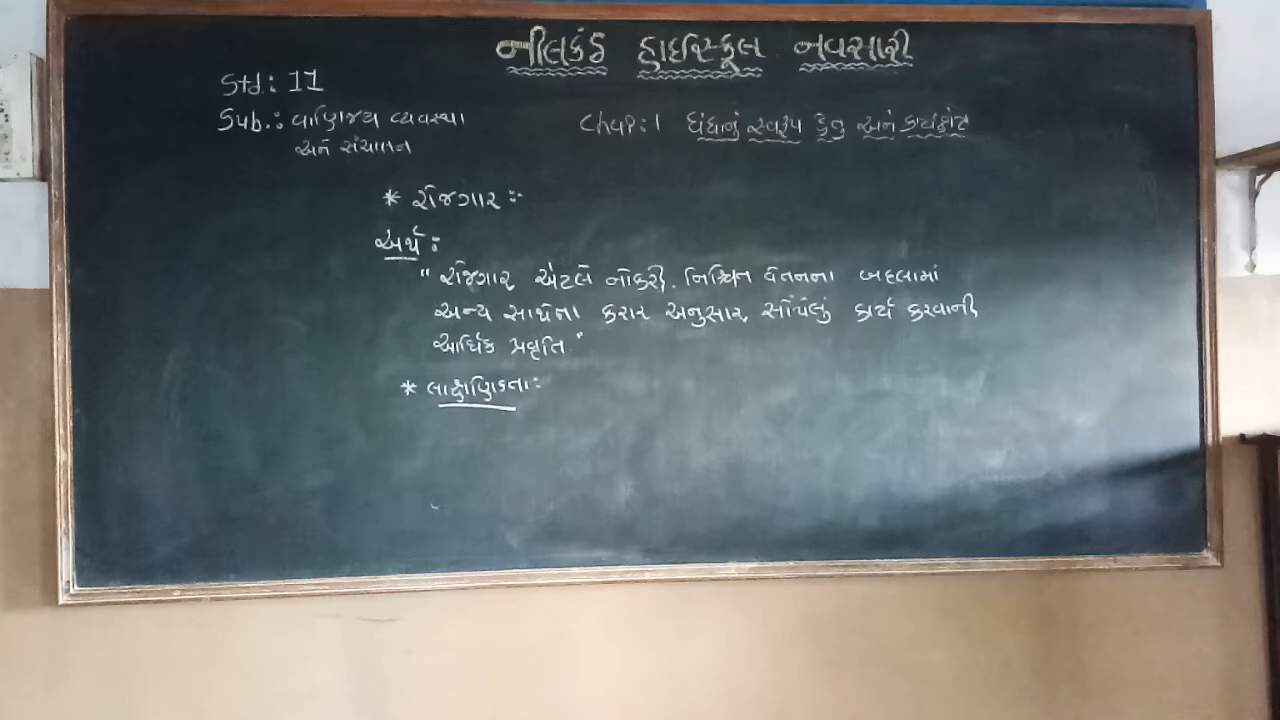 નીલકંઠ હાઈસ્કૂલ નવસારી
Std: 11
Sub.: વાણિજ્ય વ્યવસ્થા
અને સંચાલન
Chap:1 ધંધાનું સ્વરૂપ હેતુ અને કાર્યક્ષેત્ર
* રોજગાર :-
અર્થ :
" રોજગાર એટલે નોકરી. નિશ્ચિત વેતનના બદલામાં
અન્ય સાથેના કરાર અનુસાર સોંપેલું કાર્ય કરવાની
આર્થિક પ્રવૃતિ "
* લાક્ષણિકતા :